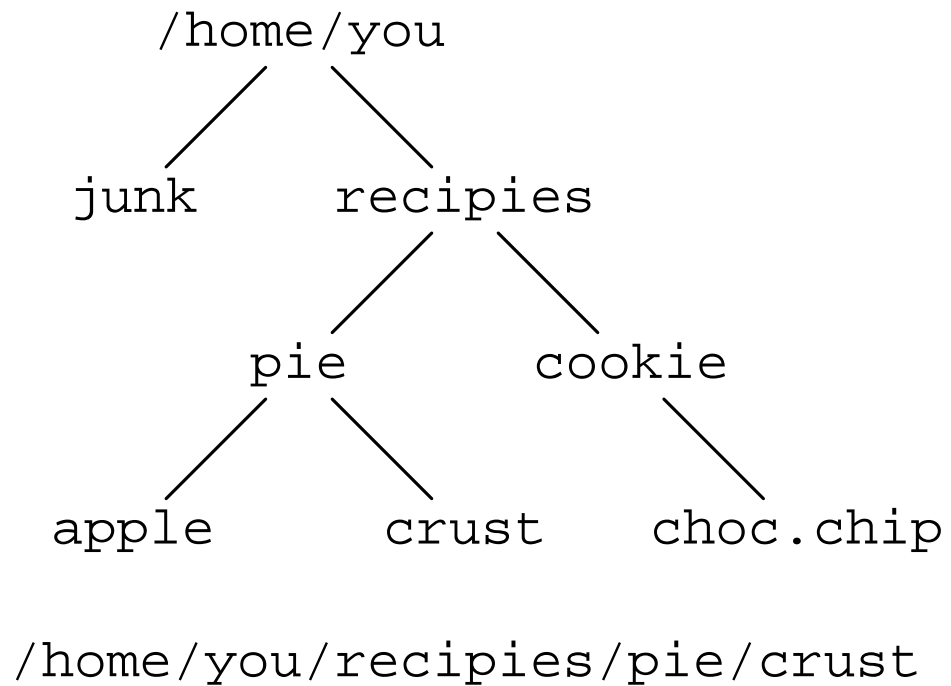 /home/you
junk recipies
pie cookie
apple crust choc.chip
/home/you/recipies/pie/crust